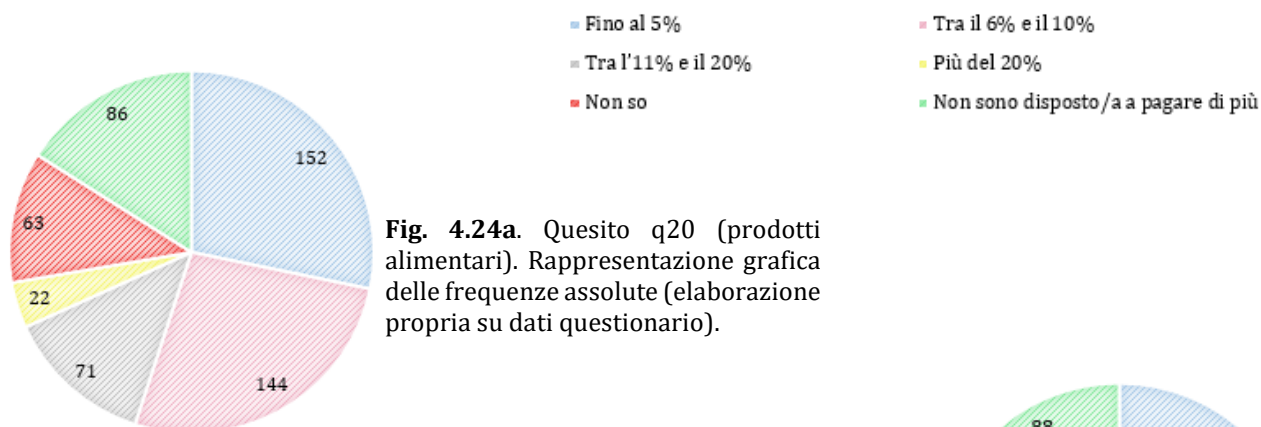 Fino al 5%
Tra il 6% e il 10%
Tra l'11% e il 20%
Più del 20%
Non so
Non sono disposto/a a pagare di più
86
152
63
22
71
144
Fig. 4.24a. Quesito q20 (prodotti
alimentari). Rappresentazione grafica
delle frequenze assolute (elaborazione
propria su dati questionario).
88